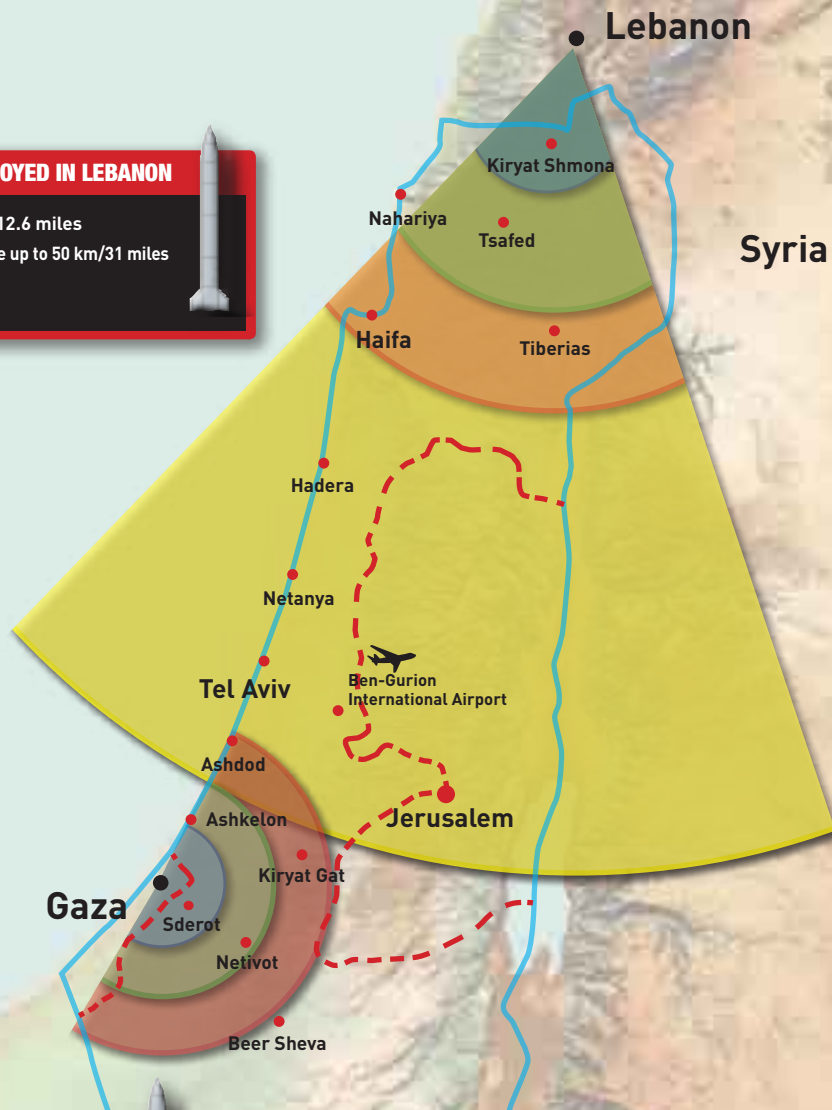 Lebanon
OYED IN LEBANON
12.6 miles
e up to 50 km/31 miles
Kiryat Shmona
Nahariya
Tsafed
Syria
Haifa
Tiberias
Hadera
Netanya
Ben-Gurion
International Airport
Tel Aviv
Ashdod
Ashkelon
Jerusalem
Kiryat Gat
Gaza
Sderot
Netivot
Beer Sheva